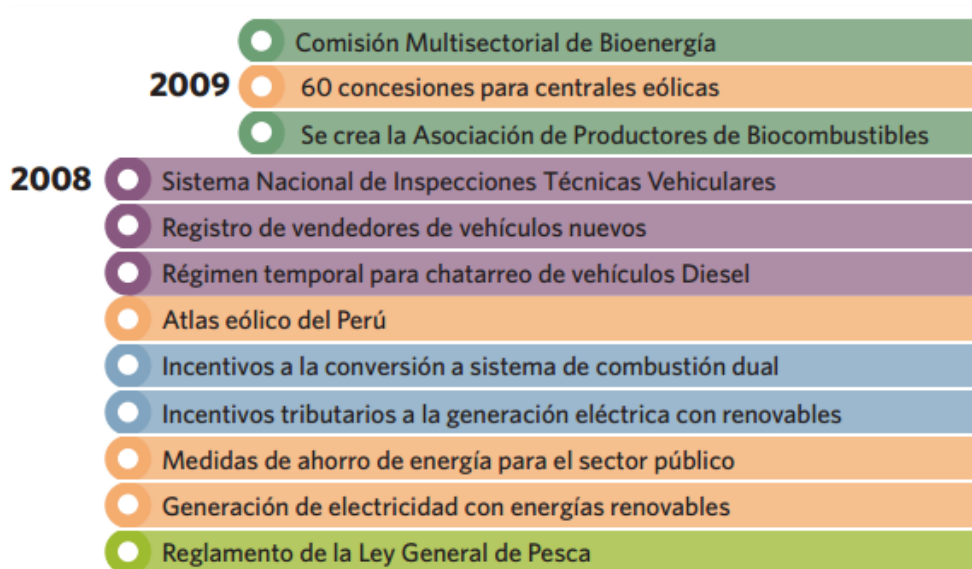 Comisión Multisectorial de Bioenergía
2009
60 concesiones para centrales eólicas
Se crea la Asociación de Productores de Biocombustibles
2008
Sistema Nacional de Inspecciones Técnicas Vehiculares
Registro de vendedores de vehículos nuevos
Régimen temporal para chatarreo de vehículos Diesel
Atlas eólico del Perú
Incentivos a la conversión a sistema de combustión dual
Incentivos tributarios a la generación eléctrica con renovables
Medidas de ahorro de energía para el sector público
Generación de electricidad con energías renovables
Reglamento de la Ley General de Pesca